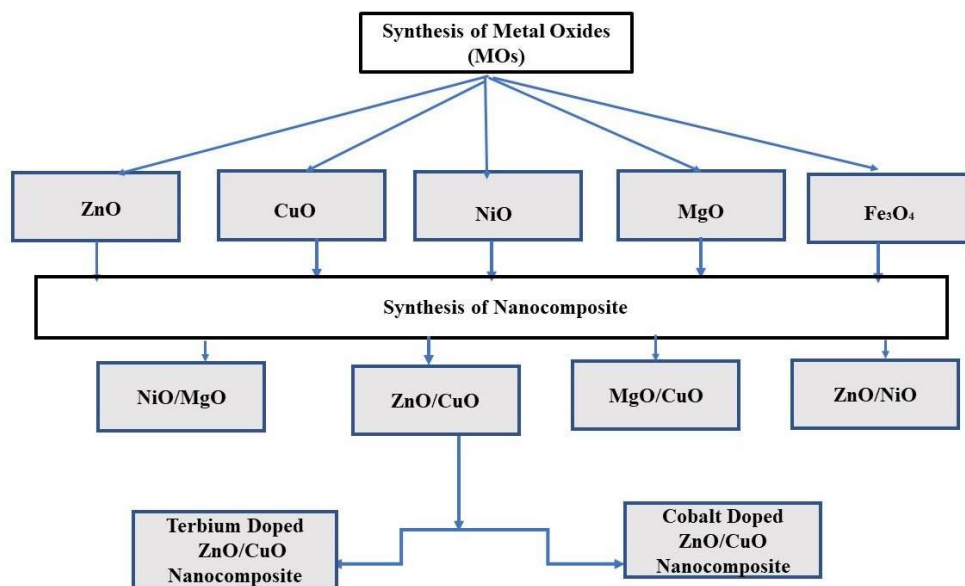 Synthesis of Metal Oxides
(MOs)
ZnO
CuO
NiO
MgO
Fe₃O₄
Synthesis of Nanocomposite
NiO/MgO
ZnO/CuO
MgO/CuO
ZnO/NiO
Terbium Doped
ZnO/CuO
Nanocomposite
Cobalt Doped
ZnO/CuO
Nanocomposite